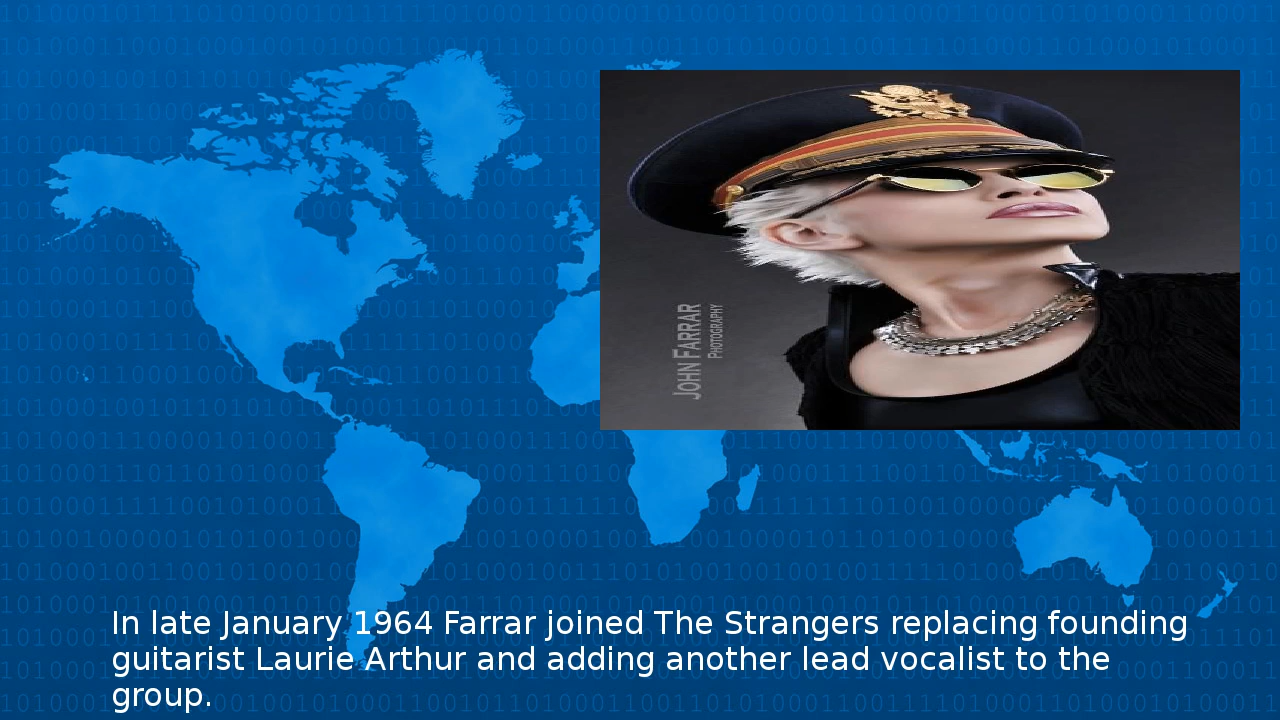 JOHN FARRAR
PHOTOGRAPHY
In late January 1964 Farrar joined The Strangers replacing founding
guitarist Laurie Arthur and adding another lead vocalist to the
group.